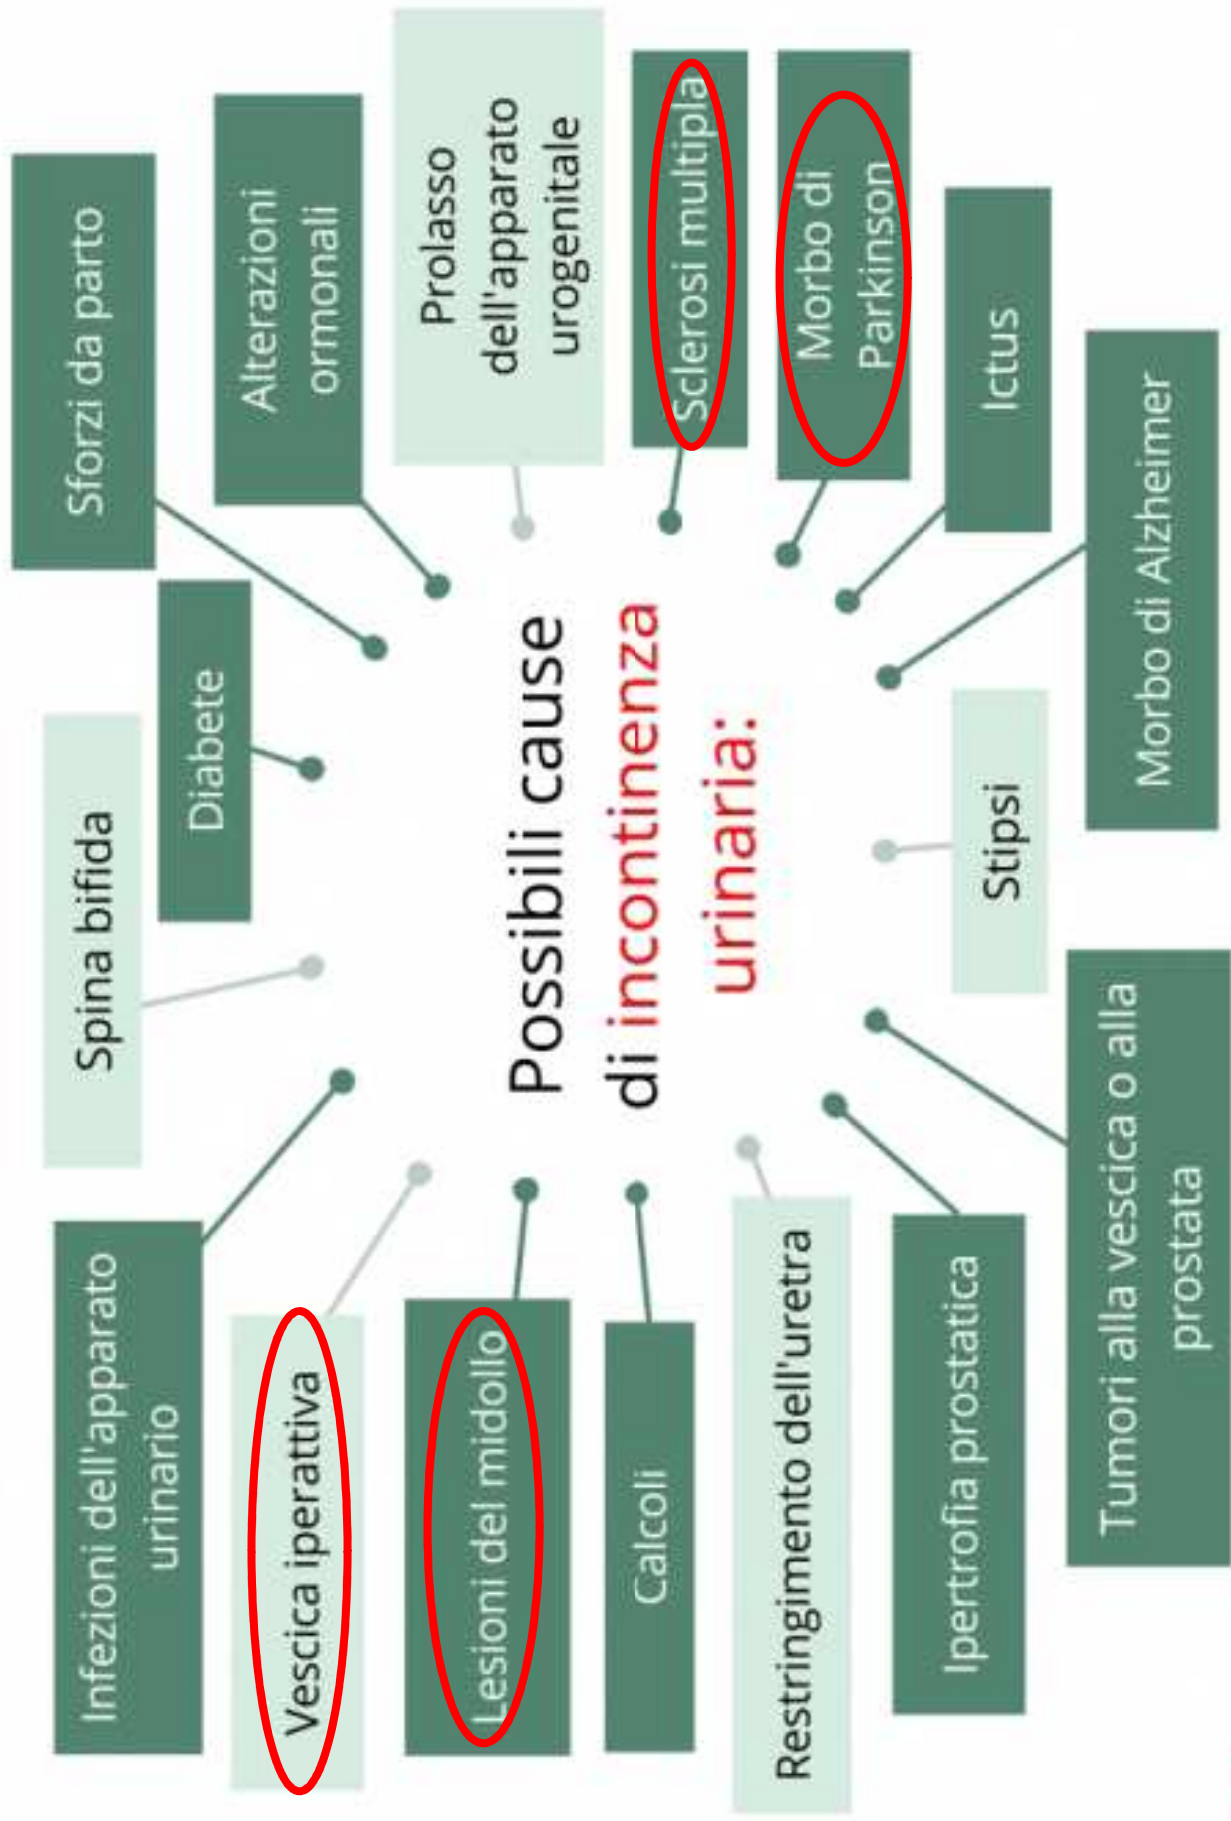 Possibili cause
di incontinenza
urinaria:
Spina bifida
Diabete
Sforzi da parto
Alterazioni
ormonali
Prolasso
dell'apparato
urogenitale
Sclerosi multipla
Morbo di
Parkinson
Ictus
Morbo di Alzheimer
Stipsi
Tumori alla vescica o alla
prostata
Ipertrofia prostatica
Restringimento dell'uretra
Calcoli
Lesioni del midollo
Vescica iperattiva
Infezioni dell'apparato
urinario